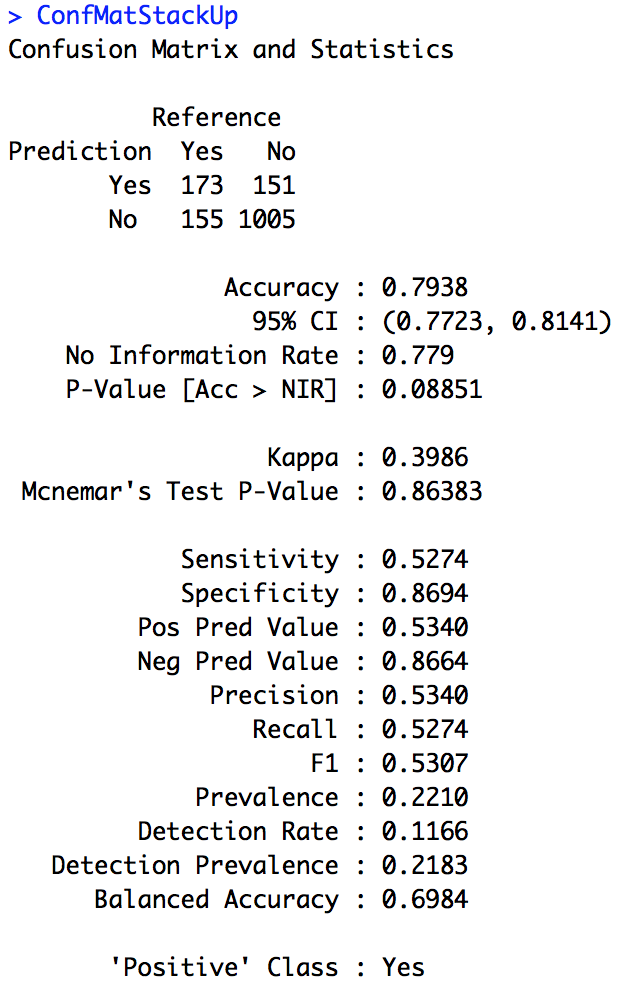 > ConfMatStackUp
Confusion Matrix and Statistics
Reference
Prediction Yes No
Yes 173 151
No 155 1005
Accuracy : 0.7938
95% CI : (0.7723, 0.8141)
No Information Rate : 0.779
P-Value [Acc > NIR] : 0.08851
Kappa : 0.3986
Mcnemar's Test P-Value : 0.86383
Sensitivity : 0.5274
Specificity : 0.8694
Pos Pred Value : 0.5340
Neg Pred Value : 0.8664
Precision : 0.5340
Recall : 0.5274
F1 : 0.5307
Prevalence : 0.2210
Detection Rate : 0.1166
Detection Prevalence : 0.2183
Balanced Accuracy : 0.6984
'Positive' Class : Yes